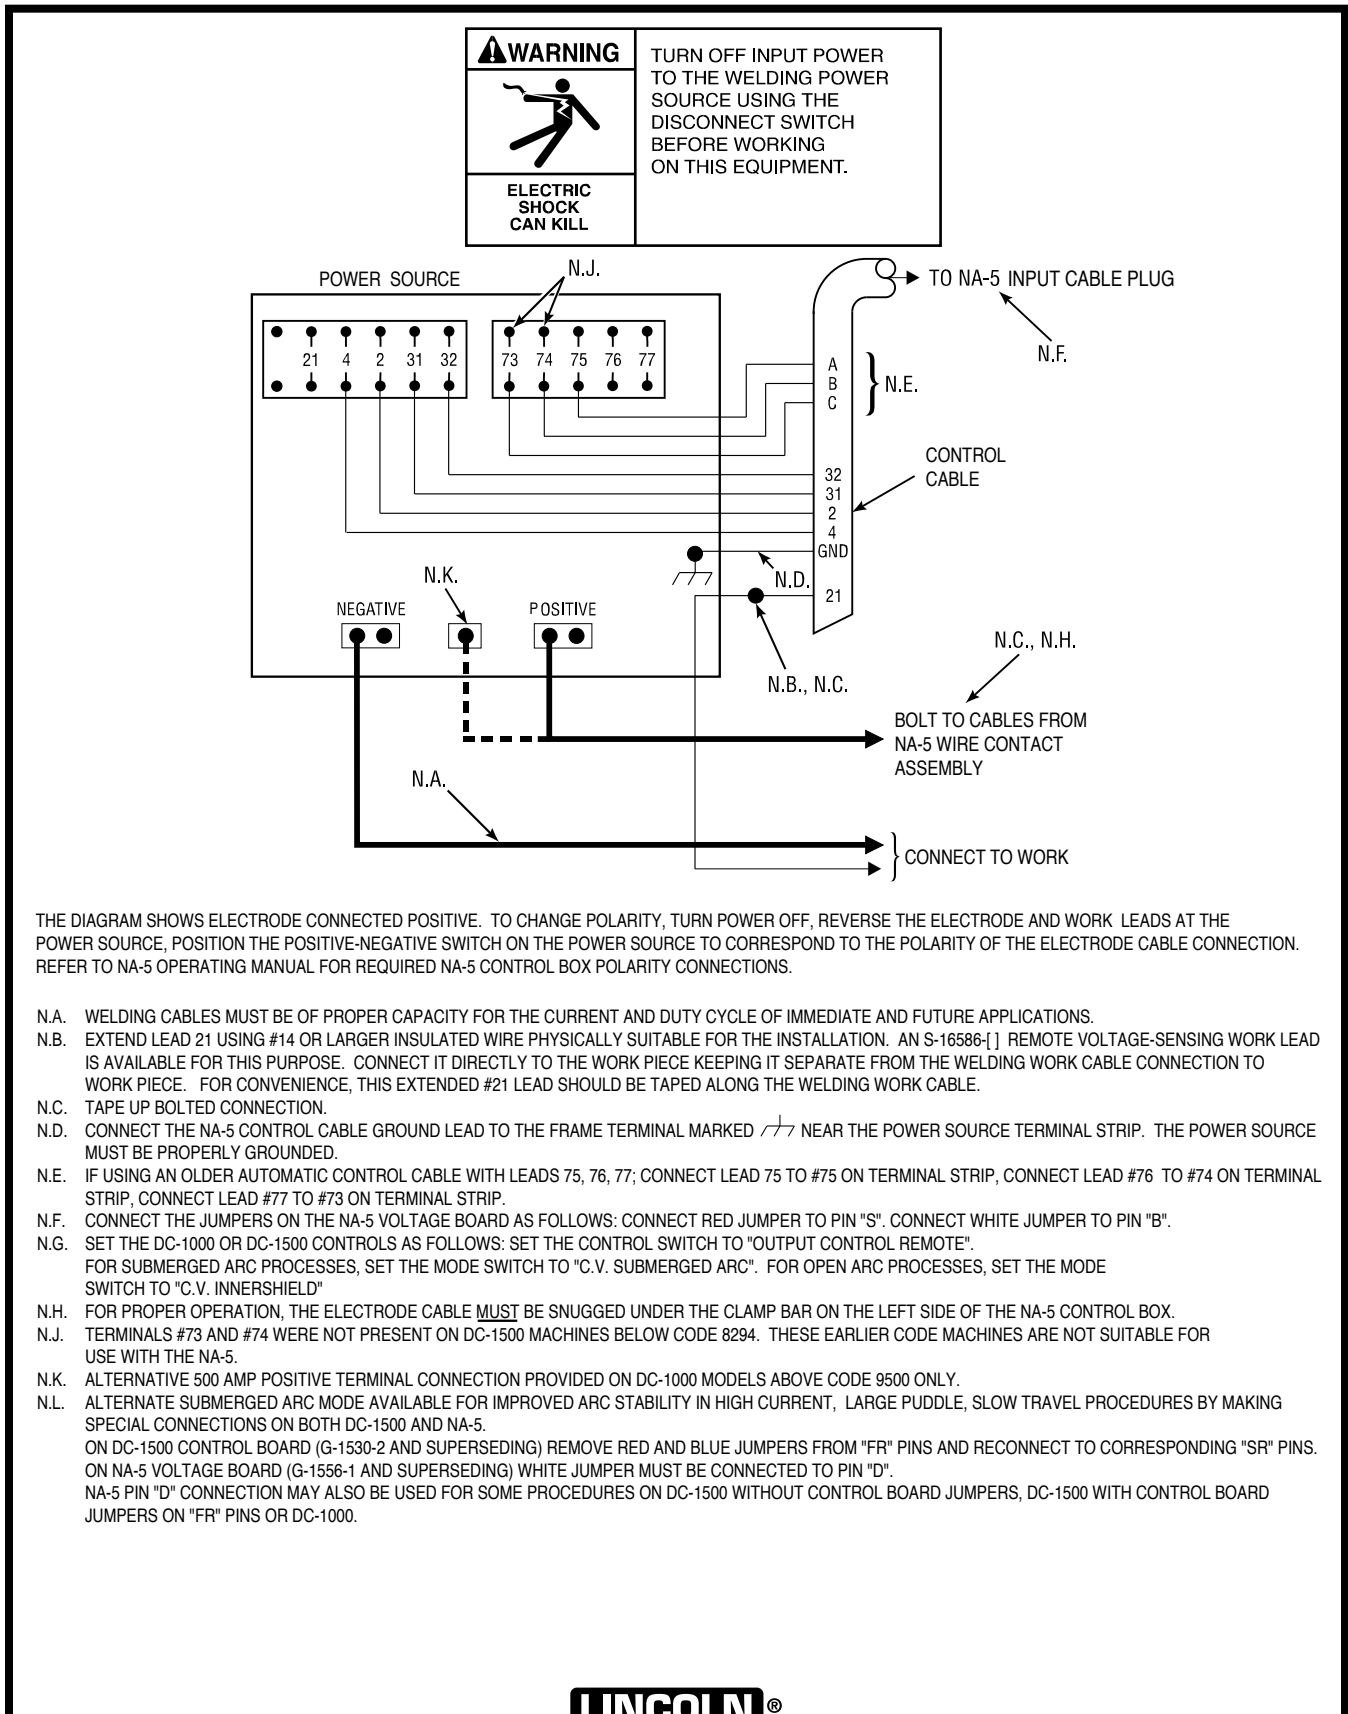 WARNING
ELECTRIC
SHOCK
CAN KILL
TURN OFF INPUT POWER
TO THE WELDING POWER
SOURCE USING THE
DISCONNECT SWITCH
BEFORE WORKING
ON THIS EQUIPMENT.
POWER SOURCE
N.J.
TO NA-5 INPUT CABLE PLUG
N.F.
21 4 2 31 32
73 74 75 76 77
A
B
C
N.E.
CONTROL
CABLE
32
31
2
4
GND
N.D.
21
N.K.
NEGATIVE
POSITIVE
N.B., N.C.
N.C., N.H.
BOLT TO CABLES FROM
NA-5 WIRE CONTACT
ASSEMBLY
N.A.
CONNECT TO WORK
THE DIAGRAM SHOWS ELECTRODE CONNECTED POSITIVE. TO CHANGE POLARITY, TURN POWER OFF, REVERSE THE ELECTRODE AND WORK LEADS AT THE
POWER SOURCE, POSITION THE POSITIVE-NEGATIVE SWITCH ON THE POWER SOURCE TO CORRESPOND TO THE POLARITY OF THE ELECTRODE CABLE CONNECTION.
REFER TO NA-5 OPERATING MANUAL FOR REQUIRED NA-5 CONTROL BOX POLARITY CONNECTIONS.
N.A. WELDING CABLES MUST BE OF PROPER CAPACITY FOR THE CURRENT AND DUTY CYCLE OF IMMEDIATE AND FUTURE APPLICATIONS.
N.B. EXTEND LEAD 21 USING #14 OR LARGER INSULATED WIRE PHYSICALLY SUITABLE FOR THE INSTALLATION. AN S-16586-[ ] REMOTE VOLTAGE-SENSING WORK LEAD
IS AVAILABLE FOR THIS PURPOSE. CONNECT IT DIRECTLY TO THE WORK PIECE KEEPING IT SEPARATE FROM THE WELDING WORK CABLE CONNECTION TO
WORK PIECE. FOR CONVENIENCE, THIS EXTENDED #21 LEAD SHOULD BE TAPED ALONG THE WELDING WORK CABLE.
N.C. TAPE UP BOLTED CONNECTION.
N.D. CONNECT THE NA-5 CONTROL CABLE GROUND LEAD TO THE FRAME TERMINAL MARKED NEAR THE POWER SOURCE TERMINAL STRIP. THE POWER SOURCE
MUST BE PROPERLY GROUNDED.
N.E. IF USING AN OLDER AUTOMATIC CONTROL CABLE WITH LEADS 75, 76, 77; CONNECT LEAD 75 TO #75 ON TERMINAL STRIP, CONNECT LEAD #76 TO #74 ON TERMINAL
STRIP, CONNECT LEAD #77 TO #73 ON TERMINAL STRIP.
N.F. CONNECT THE JUMPERS ON THE NA-5 VOLTAGE BOARD AS FOLLOWS: CONNECT RED JUMPER TO PIN "S". CONNECT WHITE JUMPER TO PIN "B".
N.G. SET THE DC-1000 OR DC-1500 CONTROLS AS FOLLOWS: SET THE CONTROL SWITCH TO "OUTPUT CONTROL REMOTE".
FOR SUBMERGED ARC PROCESSES, SET THE MODE SWITCH TO "C.V. SUBMERGED ARC". FOR OPEN ARC PROCESSES, SET THE MODE
SWITCH TO "C.V. INNERSHIELD"
N.H. FOR PROPER OPERATION, THE ELECTRODE CABLE MUST BE SNUGGED UNDER THE CLAMP BAR ON THE LEFT SIDE OF THE NA-5 CONTROL BOX.
N.J. TERMINALS #73 AND #74 WERE NOT PRESENT ON DC-1500 MACHINES BELOW CODE 8294. THESE EARLIER CODE MACHINES ARE NOT SUITABLE FOR
USE WITH THE NA-5.
N.K. ALTERNATIVE 500 AMP POSITIVE TERMINAL CONNECTION PROVIDED ON DC-1000 MODELS ABOVE CODE 9500 ONLY.
N.L. ALTERNATE SUBMERGED ARC MODE AVAILABLE FOR IMPROVED ARC STABILITY IN HIGH CURRENT, LARGE PUDDLE, SLOW TRAVEL PROCEDURES BY MAKING
SPECIAL CONNECTIONS ON BOTH DC-1500 AND NA-5.
ON DC-1500 CONTROL BOARD (G-1530-2 AND SUPERSEDING) REMOVE RED AND BLUE JUMPERS FROM "FR" PINS AND RECONNECT TO CORRESPONDING "SR" PINS.
ON NA-5 VOLTAGE BOARD (G-1556-1 AND SUPERSEDING) WHITE JUMPER MUST BE CONNECTED TO PIN "D".
NA-5 PIN "D" CONNECTION MAY ALSO BE USED FOR SOME PROCEDURES ON DC-1500 WITHOUT CONTROL BOARD JUMPERS, DC-1500 WITH CONTROL BOARD
JUMPERS ON "FR" PINS OR DC-1000.
LINCOLN ®